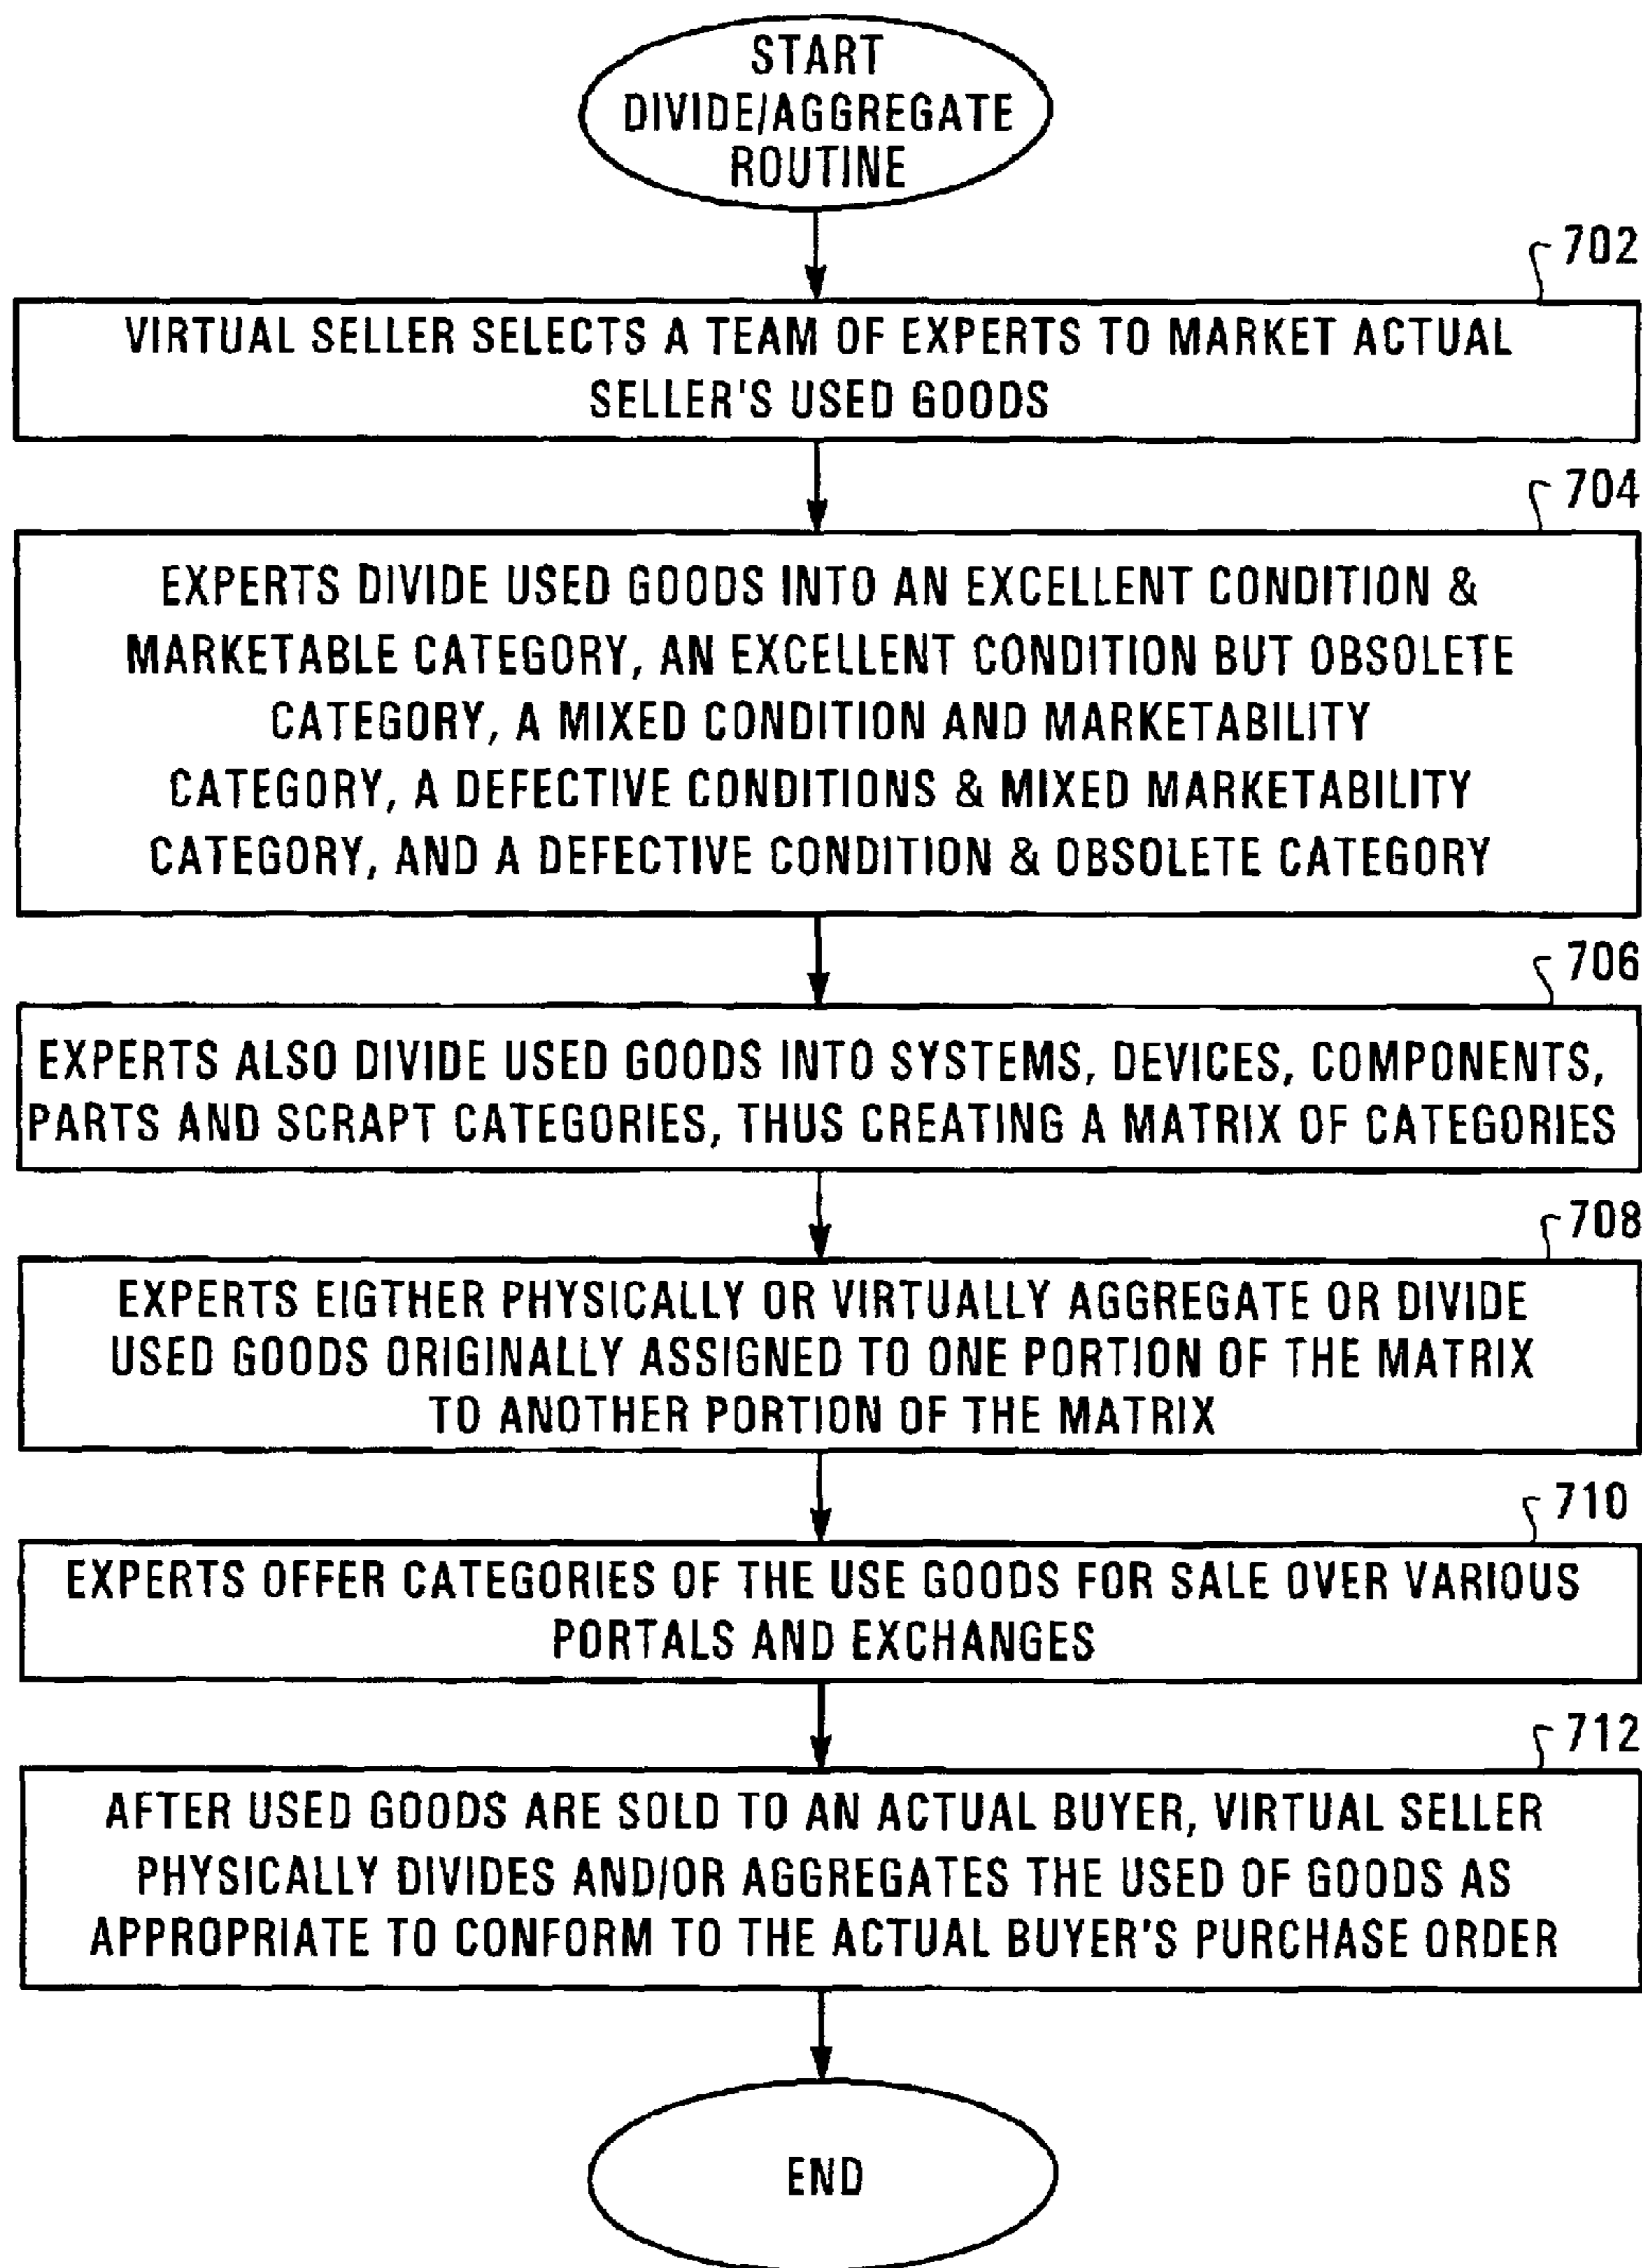 START
DIVIDE/AGGREGATE
ROUTINE
702
VIRTUAL SELLER SELECTS A TEAM OF EXPERTS TO MARKET ACTUAL
SELLER'S USED GOODS
704
EXPERTS DIVIDE USED GOODS INTO AN EXCELLENT CONDITION &
MARKETABLE CATEGORY, AN EXCELLENT CONDITION BUT OBSOLETE
CATEGORY, A MIXED CONDITION AND MARKETABILITY
CATEGORY, A DEFECTIVE CONDITIONS & MIXED MARKETABILITY
CATEGORY, AND A DEFECTIVE CONDITION & OBSOLETE CATEGORY
706
EXPERTS ALSO DIVIDE USED GOODS INTO SYSTEMS, DEVICES, COMPONENTS,
PARTS AND SCRAPT CATEGORIES, THUS CREATING A MATRIX OF CATEGORIES
708
EXPERTS EIGTHER PHYSICALLY OR VIRTUALLY AGGREGATE OR DIVIDE
USED GOODS ORIGINALLY ASSIGNED TO ONE PORTION OF THE MATRIX
TO ANOTHER PORTION OF THE MATRIX
710
EXPERTS OFFER CATEGORIES OF THE USE GOODS FOR SALE OVER VARIOUS
PORTALS AND EXCHANGES
712
AFTER USED GOODS ARE SOLD TO AN ACTUAL BUYER, VIRTUAL SELLER
PHYSICALLY DIVIDES AND/OR AGGREGATES THE USED OF GOODS AS
APPROPRIATE TO CONFORM TO THE ACTUAL BUYER'S PURCHASE ORDER
END